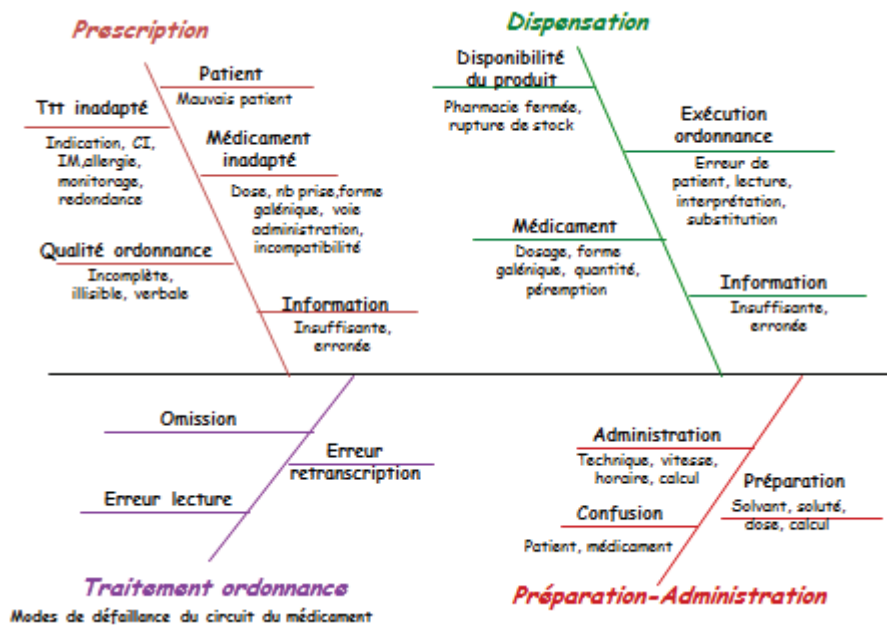 Prescription
Patient
Mauvais patient
Ttt inadapté
Indication, CI,
IM,allergie,
monitorage,
redondance
Médicament
inadapté
Dose, nb prise,forme
galénique, voie
administration,
incompatibilité
Qualité ordonnance
Incomplète,
illisible, verbale
Information
Insuffisante,
erronée
Dispensation
Disponibilité
du produit
Pharmacie fermée,
rupture de stock
Exécution
ordonnance
Erreur de
patient, lecture,
interprétation,
substitution
Médicament
Dosage, forme
galénique, quantité,
péremption
Information
Insuffisante,
erronée
Omission
Erreur
retranscription
Erreur lecture
Traitement ordonnance
Administration
Technique, vitesse,
horaire, calcul
Préparation
Solvant, soluté,
dose, calcul
Confusion
Patient, médicament
Préparation-Administration
Modes de défaillance du circuit du médicament